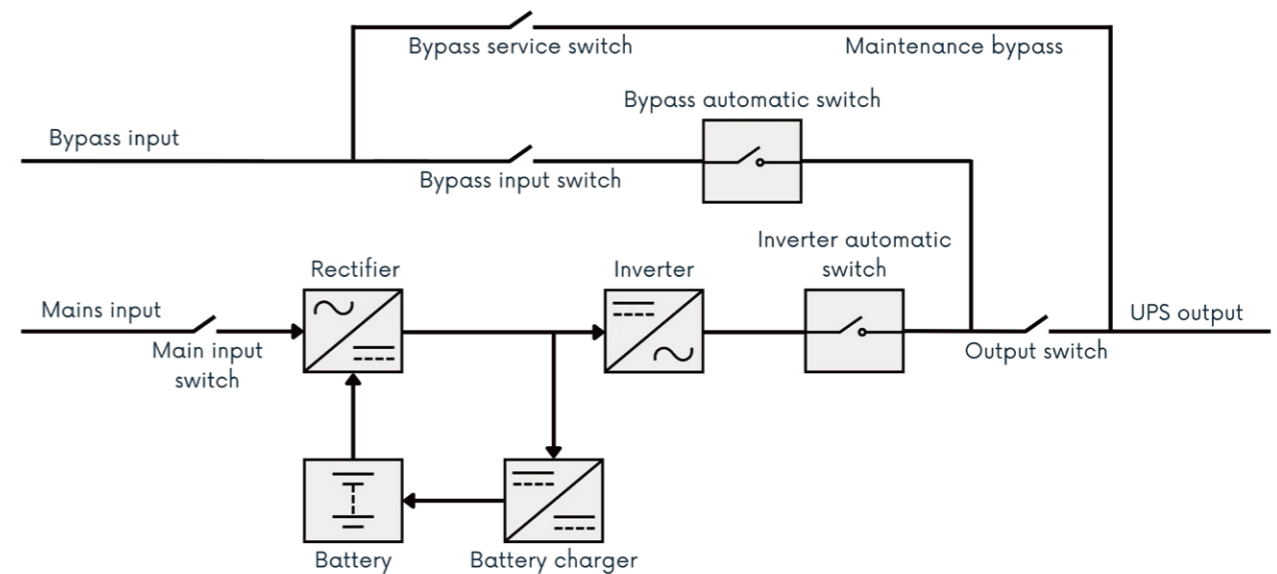 Bypass service switch
Maintenance bypass
Bypass automatic switch
Bypass input
Bypass input switch
Inverter automatic
switch
Rectifier
Inverter
Mains input
UPS output
Main input
switch
Output switch
Battery
Battery charger